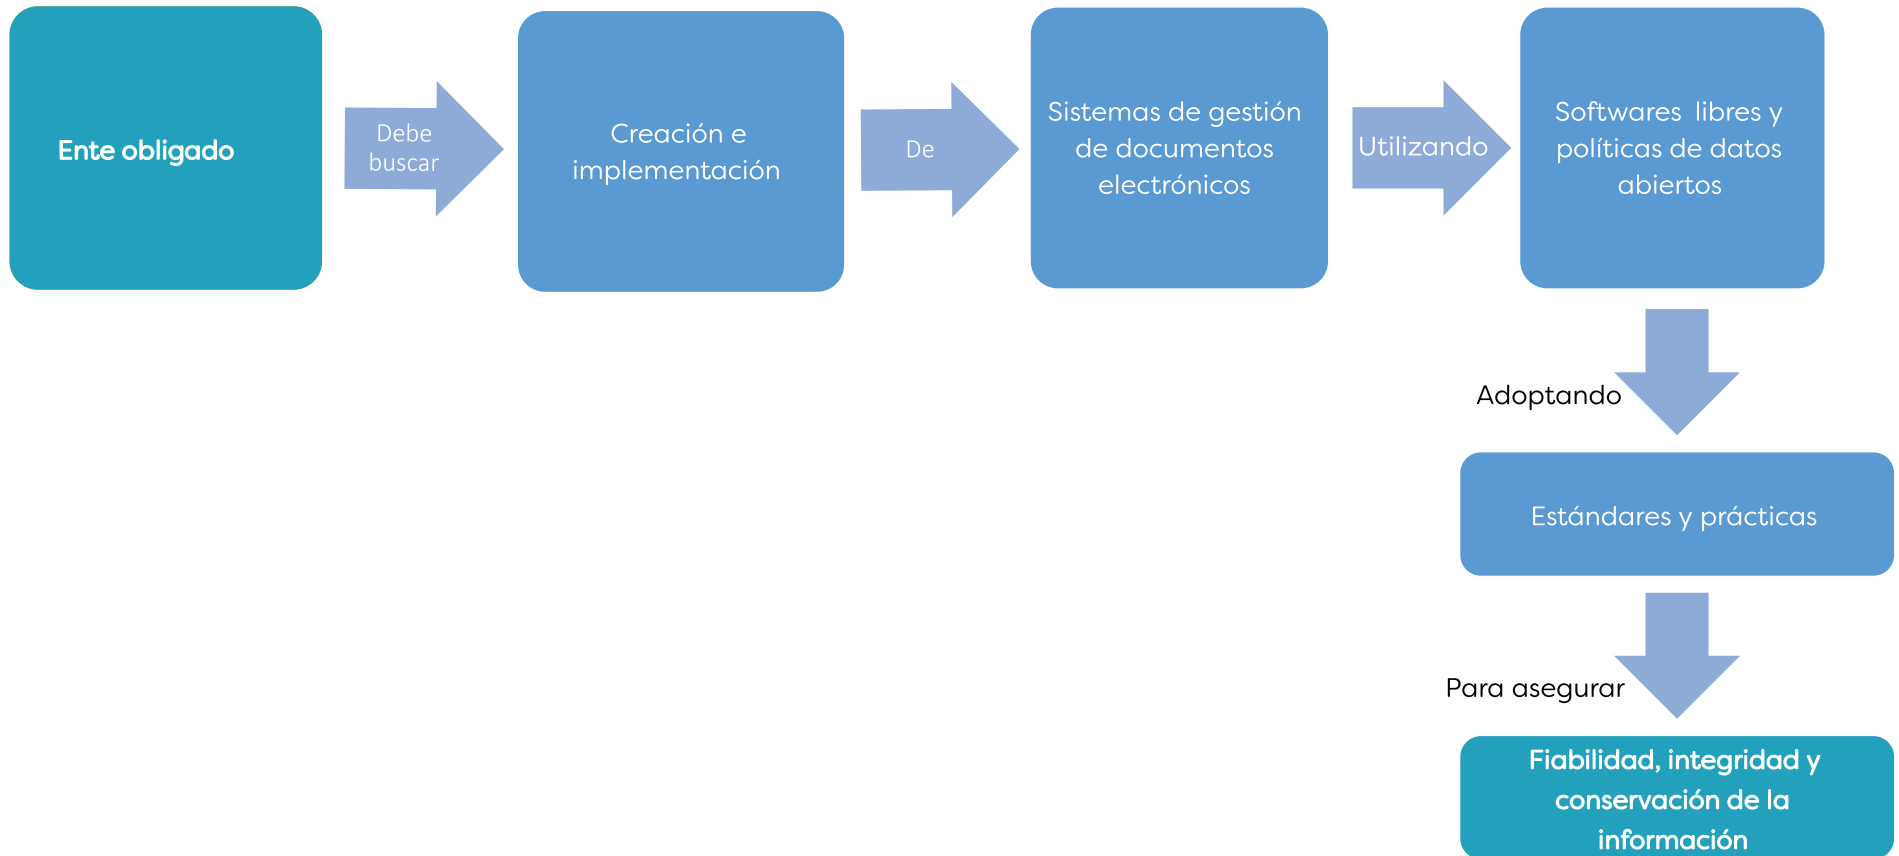 Ente obligado
Debe
buscar
Creación e
implementación
De
Sistemas de gestión
de documentos
electrónicos
Utilizando
Softwares libres y
políticas de datos
abiertos
Adoptando
Estándares y prácticas
Para asegurar
Fiabilidad, integridad y
conservación de la
información